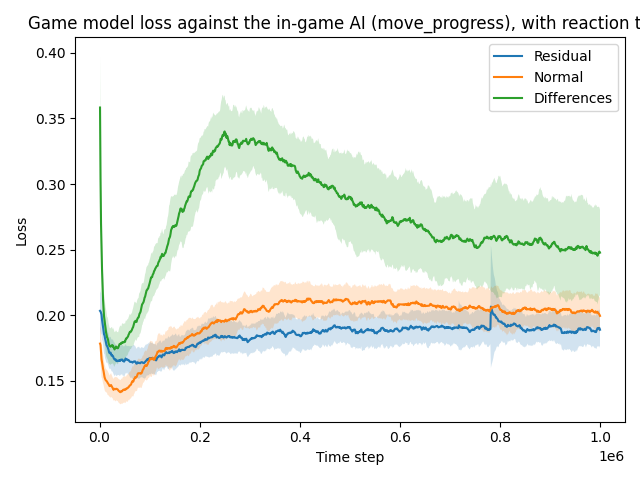 Game model loss against the in-game AI (move_progress), with reaction t
Residual
Normal
Differences
Loss
0.40
0.35
0.30
0.25
0.20
0.15
0.0
0.2
0.4
0.6
0.8
1.0
1e6
Time step